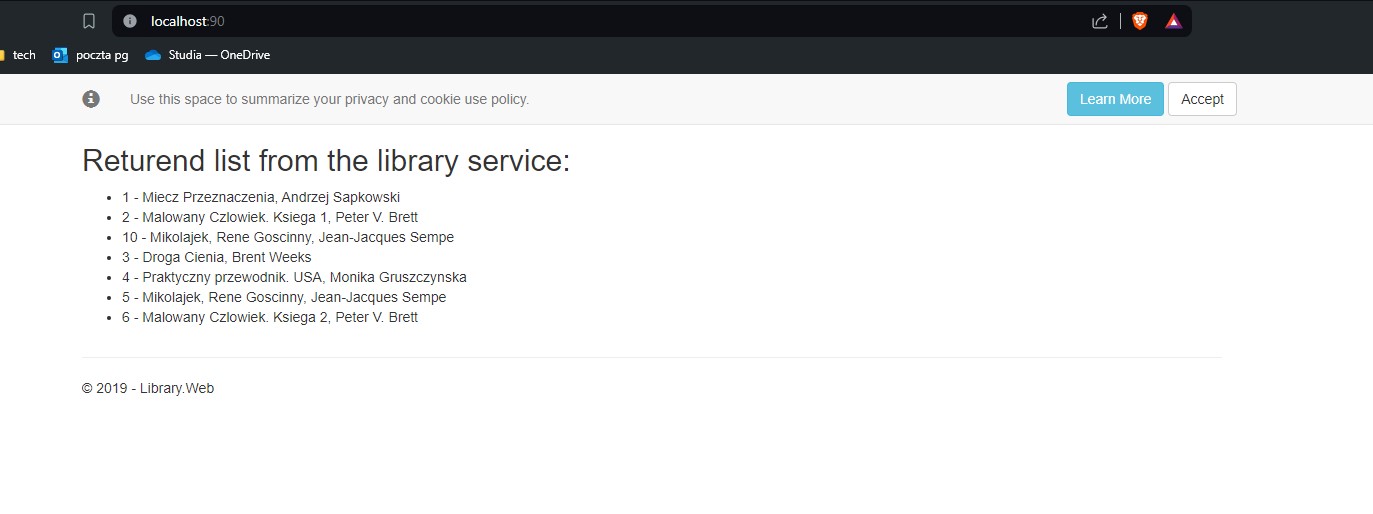 localhost:90
tech poczta pg Studia — OneDrive
Use this space to summarize your privacy and cookie use policy. Learn More Accept
Returend list from the library service:
1 - Miecz Przeznaczenia, Andrzej Sapkowski
2 - Malowany Czlowiek. Ksiega 1, Peter V. Brett
10 - Mikolajek, Rene Goscinny, Jean-Jacques Sempe
3 - Droga Cienia, Brent Weeks
4 - Praktyczny przewodnik. USA, Monika Gruszczynska
5 - Mikolajek, Rene Goscinny, Jean-Jacques Sempe
6 - Malowany Czlowiek. Ksiega 2, Peter V. Brett
© 2019 - Library.Web